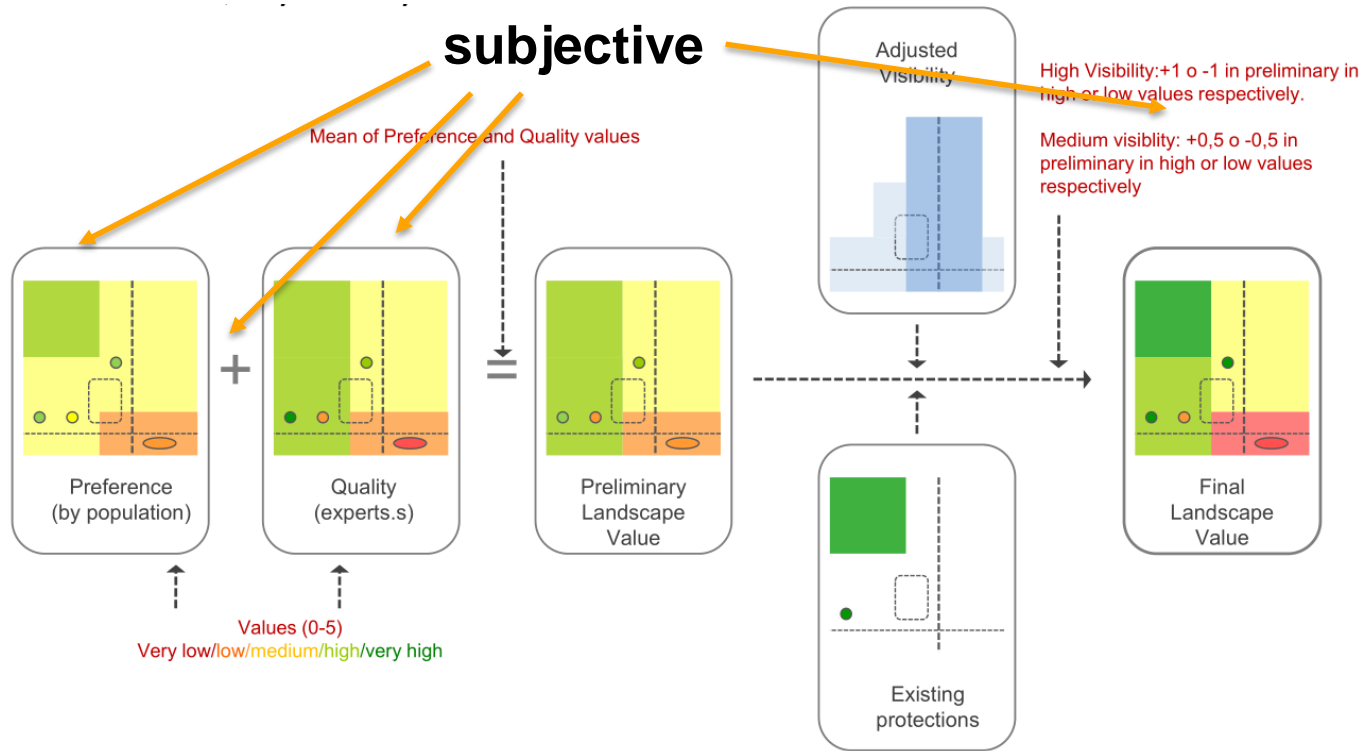 subjective
Adjusted
Visibility
High Visibility:+1 o -1 in preliminary in
high or low values respectively.
Mean of Preference and Quality values
Medium visiblity: +0,5 o -0,5 in
preliminary in high or low values
respectively
+
=
Preference
(by population)
Quality
(experts.s)
Preliminary
Landscape
Value
Final
Landscape
Value
Values (0-5)
Very low/low/medium/high/very high
Existing
protections